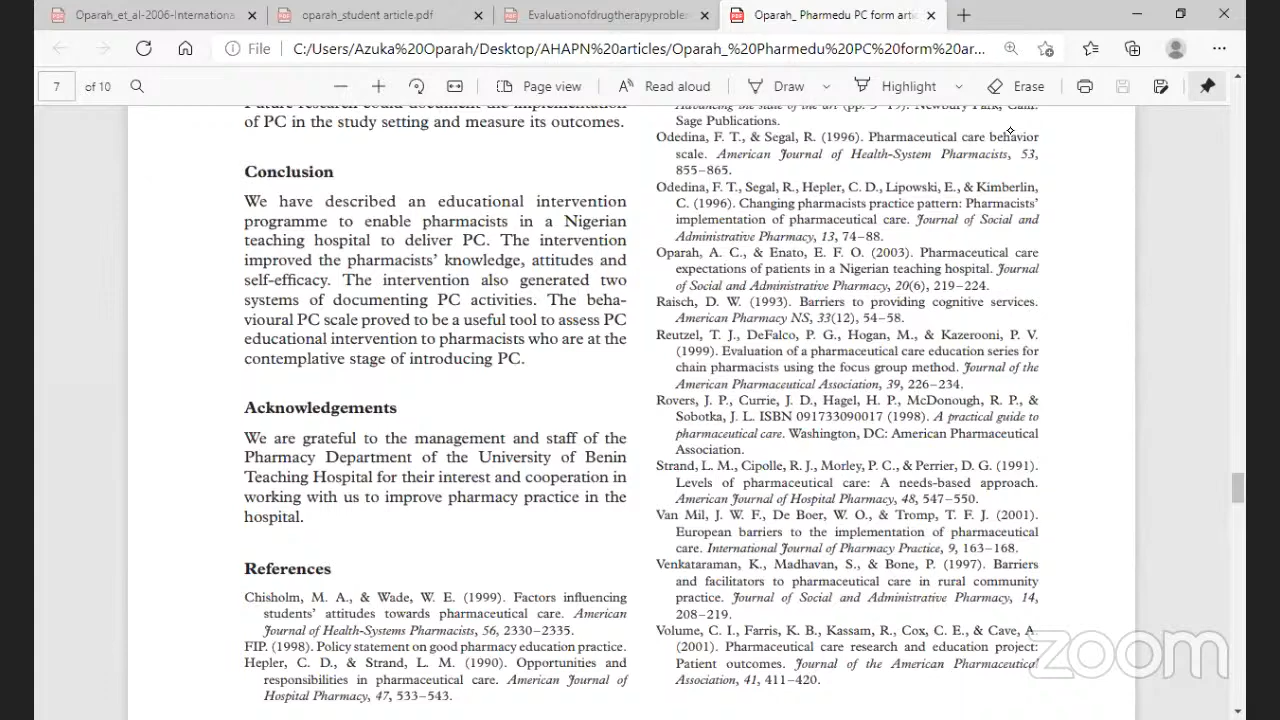 Oparah_et_al-2006-Internationa
oparah_student article.pdf
Evaluationofdrugtherapyproble
Oparah_ Pharmedu PC form arti
File
C:/Users/Azuka%20Oparah/Desktop/AHAPN%20articles/Oparah_%20Pharmedu%20PC%20form%20ar...
7 of 10
Page view
Read aloud
Draw
Highlight
Erase
Future research could document the implementation
of PC in the study setting and measure its outcomes.
Conclusion
We have described an educational intervention
programme to enable pharmacists in a Nigerian
teaching hospital to deliver PC. The intervention
improved the pharmacists' knowledge, attitudes and
self-efficacy. The intervention also generated two
systems of documenting PC activities. The beha-
vioural PC scale proved to be a useful tool to assess PC
educational intervention to pharmacists who are at the
contemplative stage of introducing PC.
Acknowledgements
We are grateful to the management and staff of the
Pharmacy Department of the University of Benin
Teaching Hospital for their interest and cooperation in
working with us to improve pharmacy practice in the
hospital.
References
Chisholm, M. A., & Wade, W. E. (1999). Factors influencing
students' attitudes towards pharmaceutical care. American
Journal of Health-Systems Pharmacists, 56, 2330–2335.
FIP. (1998). Policy statement on good pharmacy education practice.
Hepler, C. D., & Strand, L. M. (1990). Opportunities and
responsibilities in pharmaceutical care. American Journal of
Hospital Pharmacy, 47, 533–543.
Advancing the state of the art (pp. 3–19). Newbury Park, Calif:
Sage Publications.
Odedina, F. T., & Segal, R. (1996). Pharmaceutical care behavior
scale. American Journal of Health-System Pharmacists, 53,
855–865.
Odedina, F. T., Segal, R., Hepler, C. D., Lipowski, E., & Kimberlin,
C. (1996). Changing pharmacists practice pattern: Pharmacists'
implementation of pharmaceutical care. Journal of Social and
Administrative Pharmacy, 13, 74–88.
Oparah, A. C., & Enato, E. F. O. (2003). Pharmaceutical care
expectations of patients in a Nigerian teaching hospital. Journal
of Social and Administrative Pharmacy, 20(6), 219–224.
Raisch, D. W. (1993). Barriers to providing cognitive services.
American Pharmacy NS, 33(12), 54–58.
Reutzel, T. J., DeFalco, P. G., Hogan, M., & Kazerooni, P. V.
(1999). Evaluation of a pharmaceutical care education series for
chain pharmacists using the focus group method. Journal of the
American Pharmaceutical Association, 39, 226–234.
Rovers, J. P., Currie, J. D., Hagel, H. P., McDonough, R. P., &
Sobotka, J. L. ISBN 091733090017 (1998). A practical guide to
pharmaceutical care. Washington, DC: American Pharmaceutical
Association.
Strand, L. M., Cipolle, R. J., Morley, P. C., & Perrier, D. G. (1991).
Levels of pharmaceutical care: A needs-based approach.
American Journal of Hospital Pharmacy, 48, 547–550.
Van Mil, J. W. F., De Boer, W. O., & Tromp, T. F. J. (2001).
European barriers to the implementation of pharmaceutical
care. International Journal of Pharmacy Practice, 9, 163–168.
Venkataraman, K., Madhavan, S., & Bone, P. (1997). Barriers
and facilitators to pharmaceutical care in rural community
practice. Journal of Social and Administrative Pharmacy, 14,
208–219.
Volume, C. I., Farris, K. B., Kassam, R., Cox, C. E., & Cave, A.
(2001). Pharmaceutical care research and education project:
Patient outcomes. Journal of the American Pharmaceutical
Association, 41, 411–420.
zoom